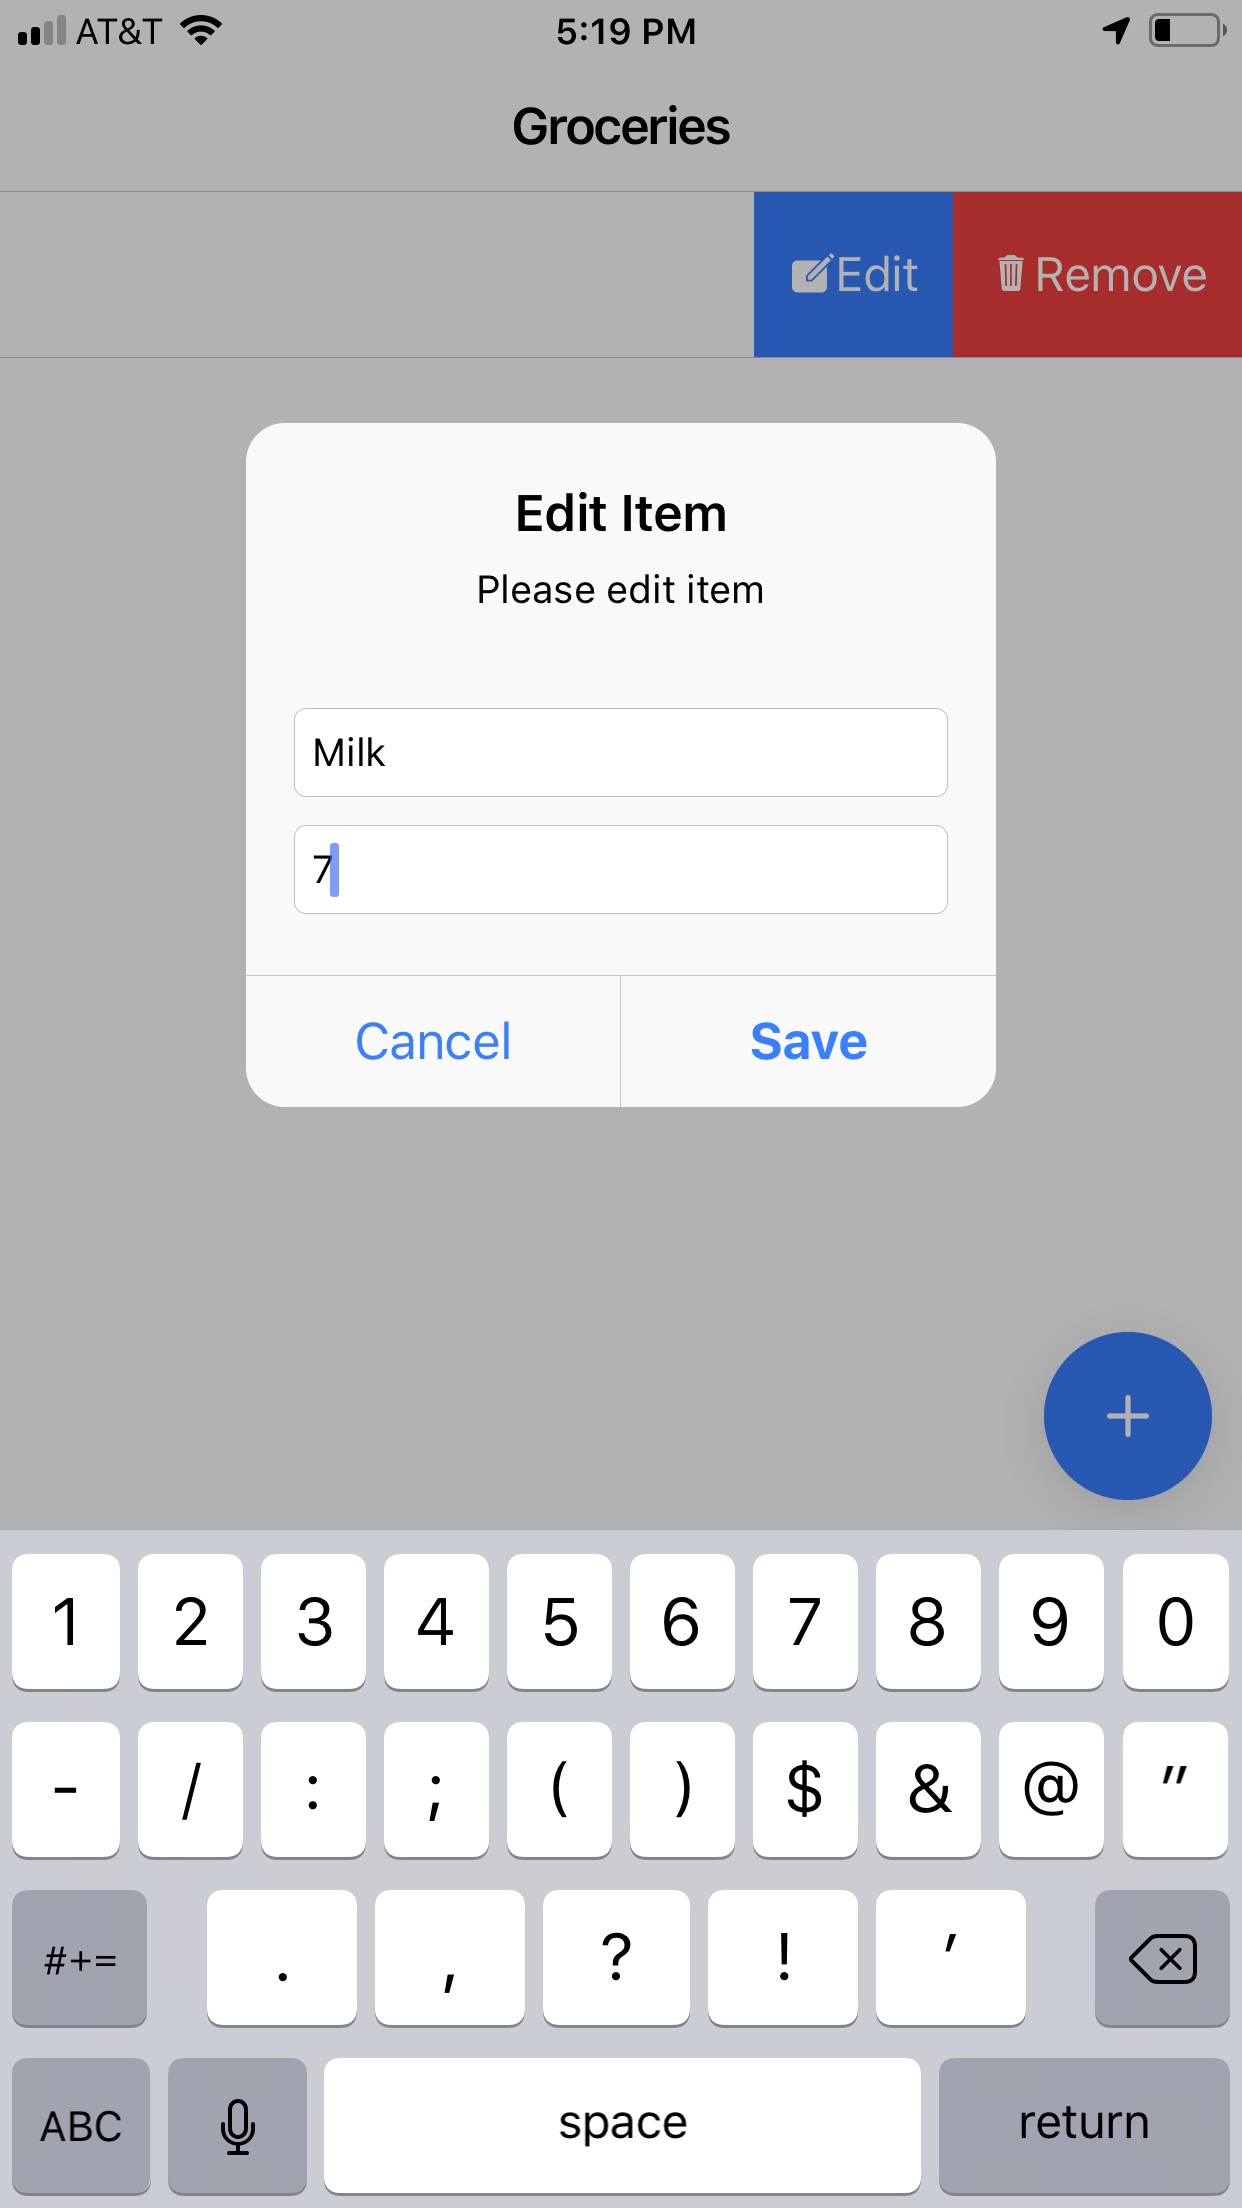 AT&T 5:19 PM
Groceries
Edit Remove
Edit Item
Please edit item
Milk
7
Cancel Save
+
1 2 3 4 5 6 7 8 9 0
- / : ; ( ) $ & @ "
#+= . , ? ! '
ABC space return